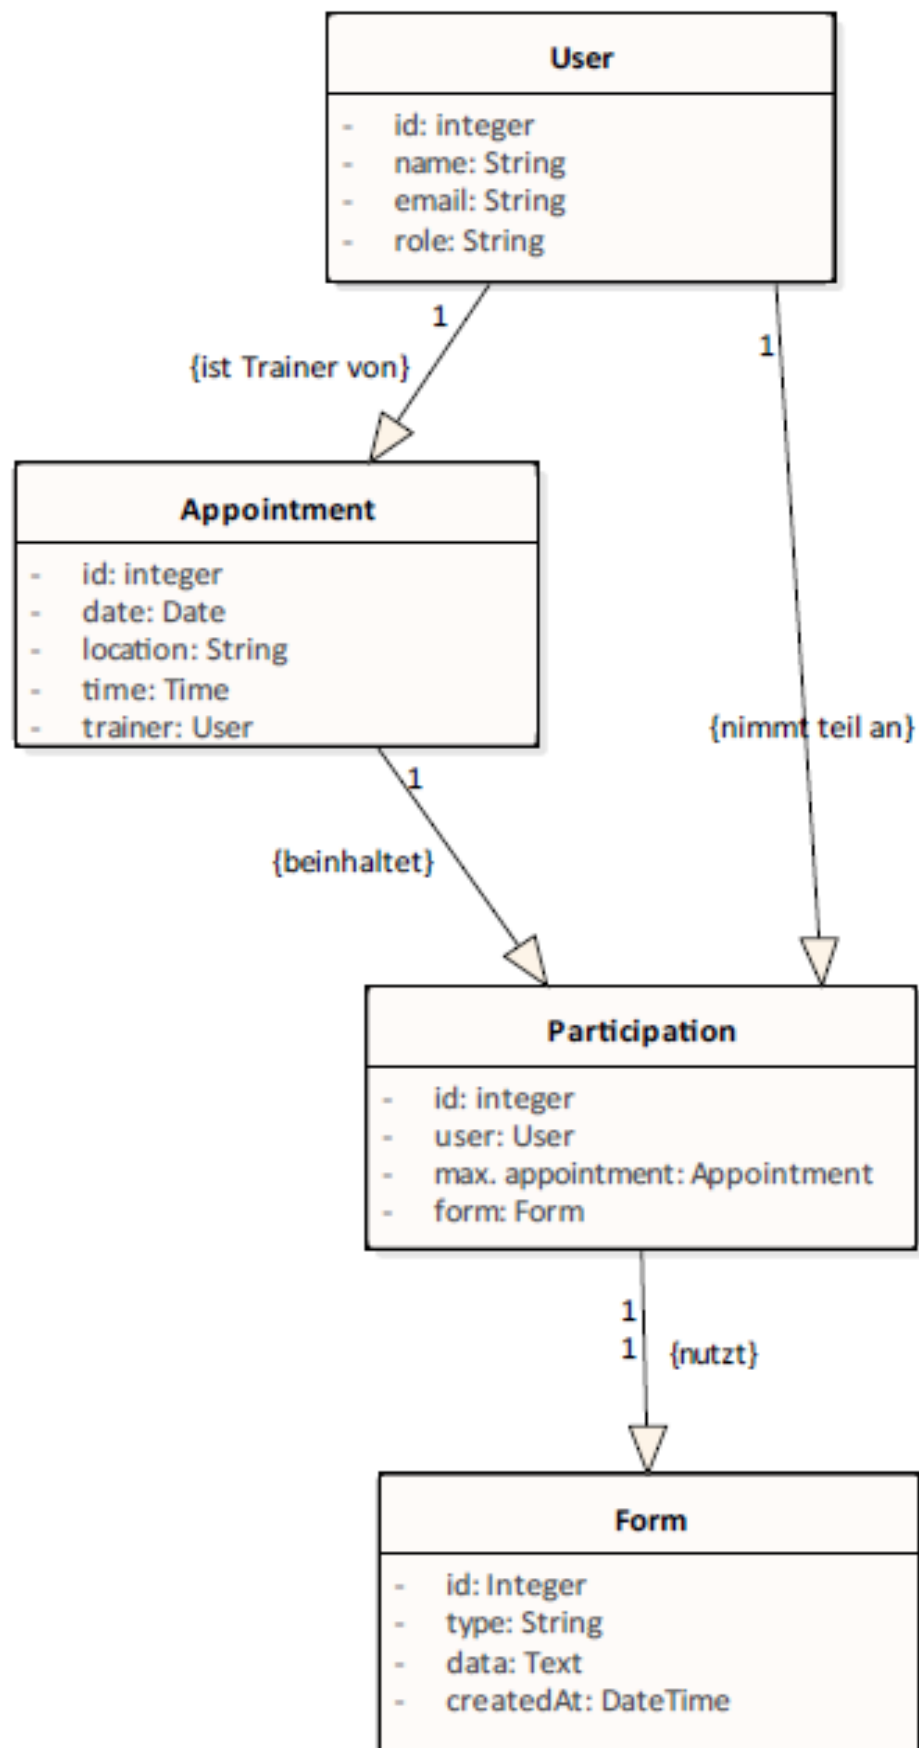 User
- id: integer
- name: String
- email: String
- role: String
1
1
{ist Trainer von}
Appointment
- id: integer
- date: Date
- location: String
- time: Time
- trainer: User
{nimmt teil an}
1
{beinhaltet}
Participation
- id: integer
- user: User
- max. appointment: Appointment
- form: Form
1
1 {nutzt}
Form
- id: Integer
- type: String
- data: Text
- createdAt: DateTime